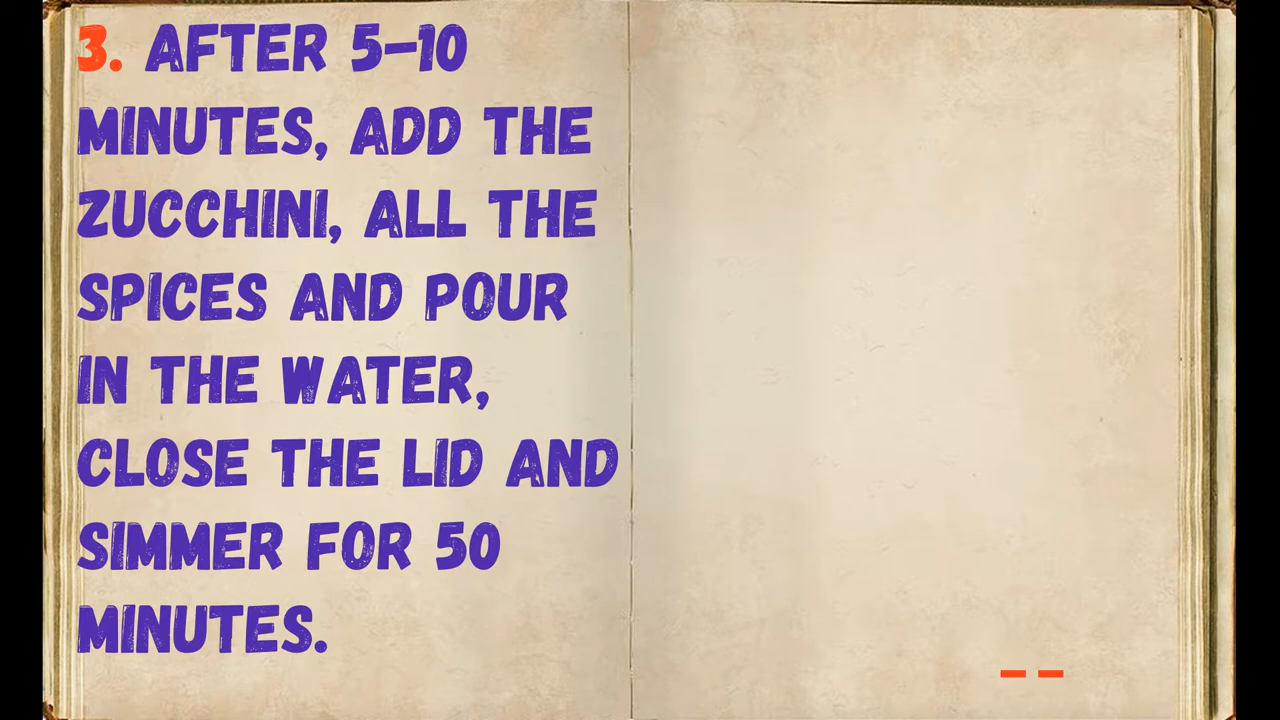 3. AFTER 5–10
MINUTES, ADD THE
ZUCCHINI, ALL THE
SPICES AND POUR
IN THE WATER,
CLOSE THE LID AND
SIMMER FOR 50
MINUTES.
--